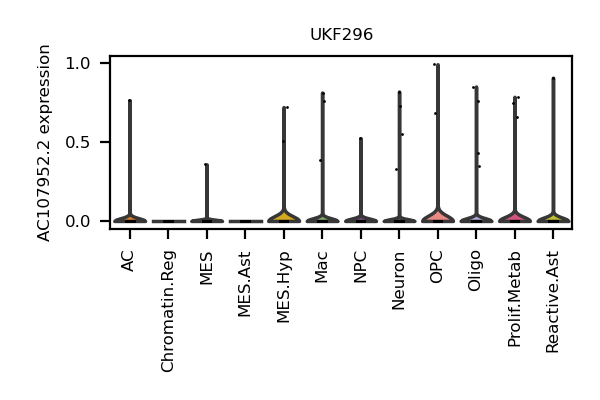 UKF296
AC107952.2 expression
1.0
0.5
0.0
AC
Chromatin.Reg
MES
MES.Ast
MES.Hyp
Mac
NPC
Neuron
OPC
Oligo
Prolif.Metab
Reactive.Ast